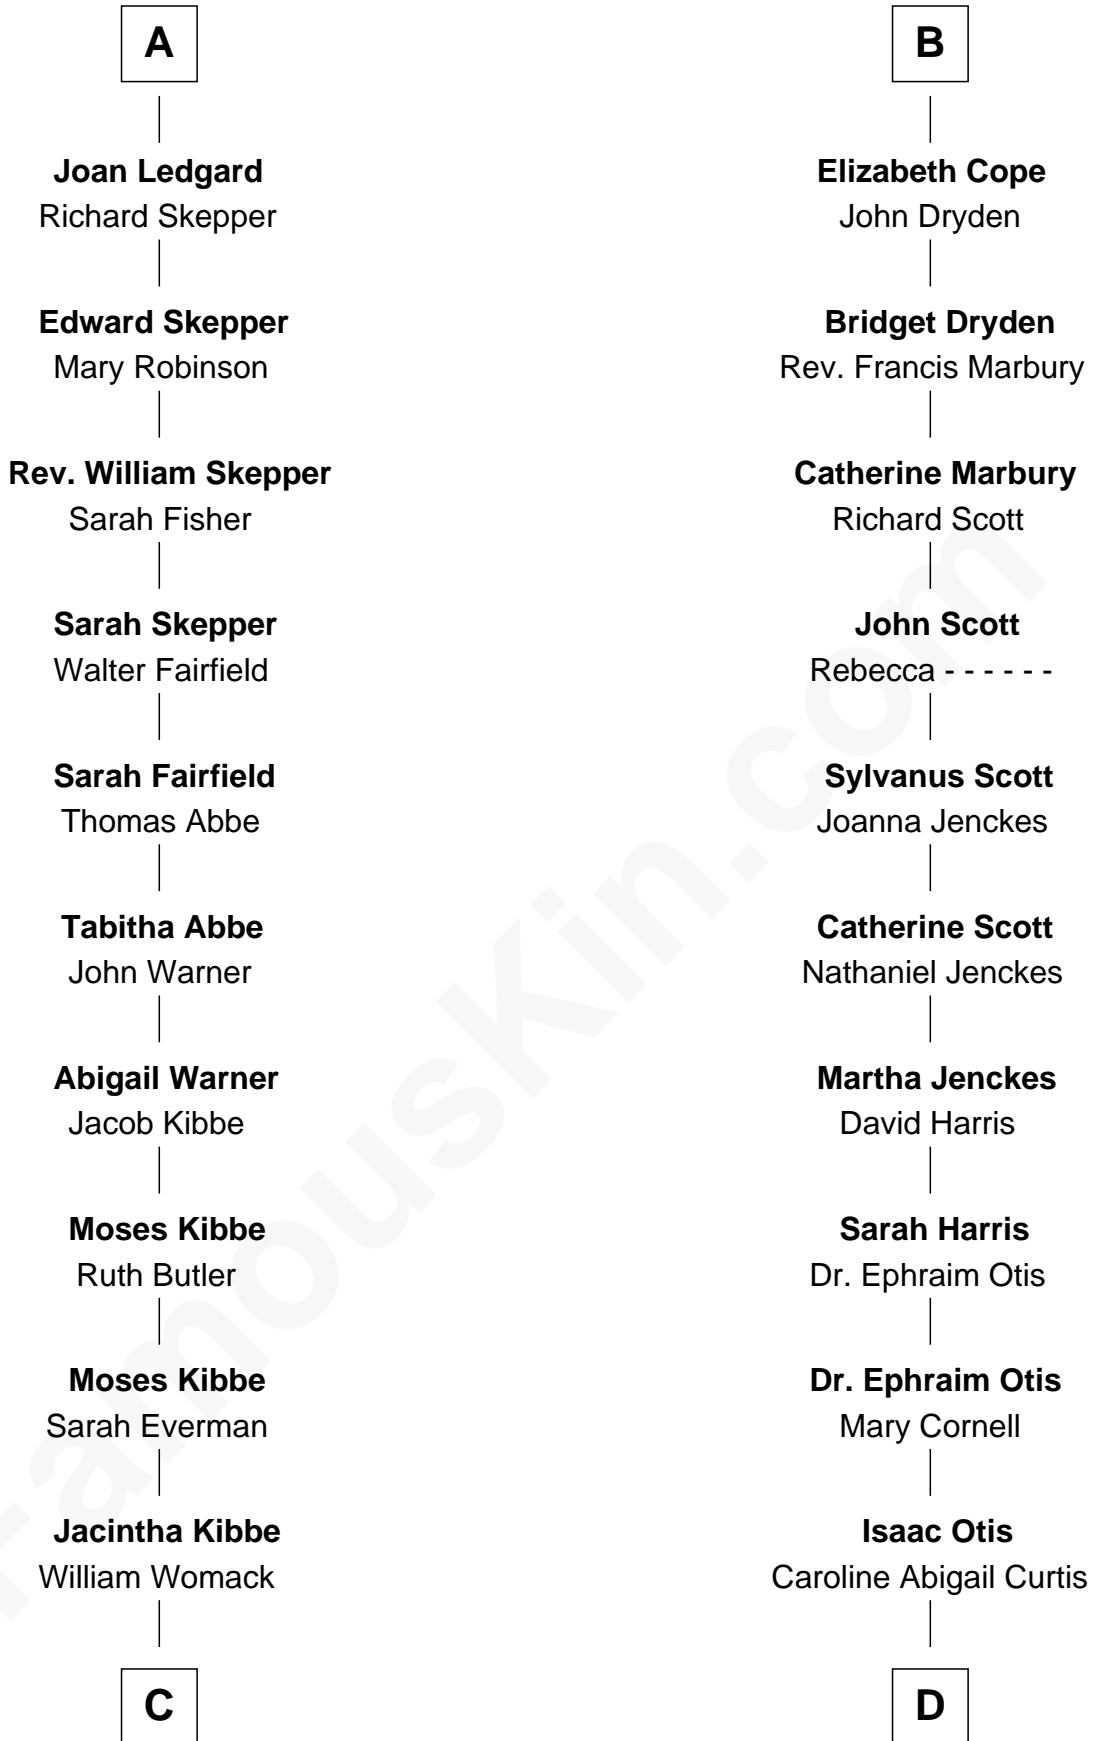 A
Joan Ledgard
Richard Skepper
Edward Skepper
Mary Robinson
Rev. William Skepper
Sarah Fisher
Sarah Skepper
Walter Fairfield
Sarah Fairfield
Thomas Abbe
Tabitha Abbe
John Warner
Abigail Warner
Jacob Kibbe
Moses Kibbe
Ruth Butler
Moses Kibbe
Sarah Everman
Jacintha Kibbe
William Womack
C
B
Elizabeth Cope
John Dryden
Bridget Dryden
Rev. Francis Marbury
Catherine Marbury
Richard Scott
John Scott
Rebecca - - - - - -
Sylvanus Scott
Joanna Jenckes
Catherine Scott
Nathaniel Jenckes
Martha Jenckes
David Harris
Sarah Harris
Dr. Ephraim Otis
Dr. Ephraim Otis
Mary Cornell
Isaac Otis
Caroline Abigail Curtis
D
FamousKin.com